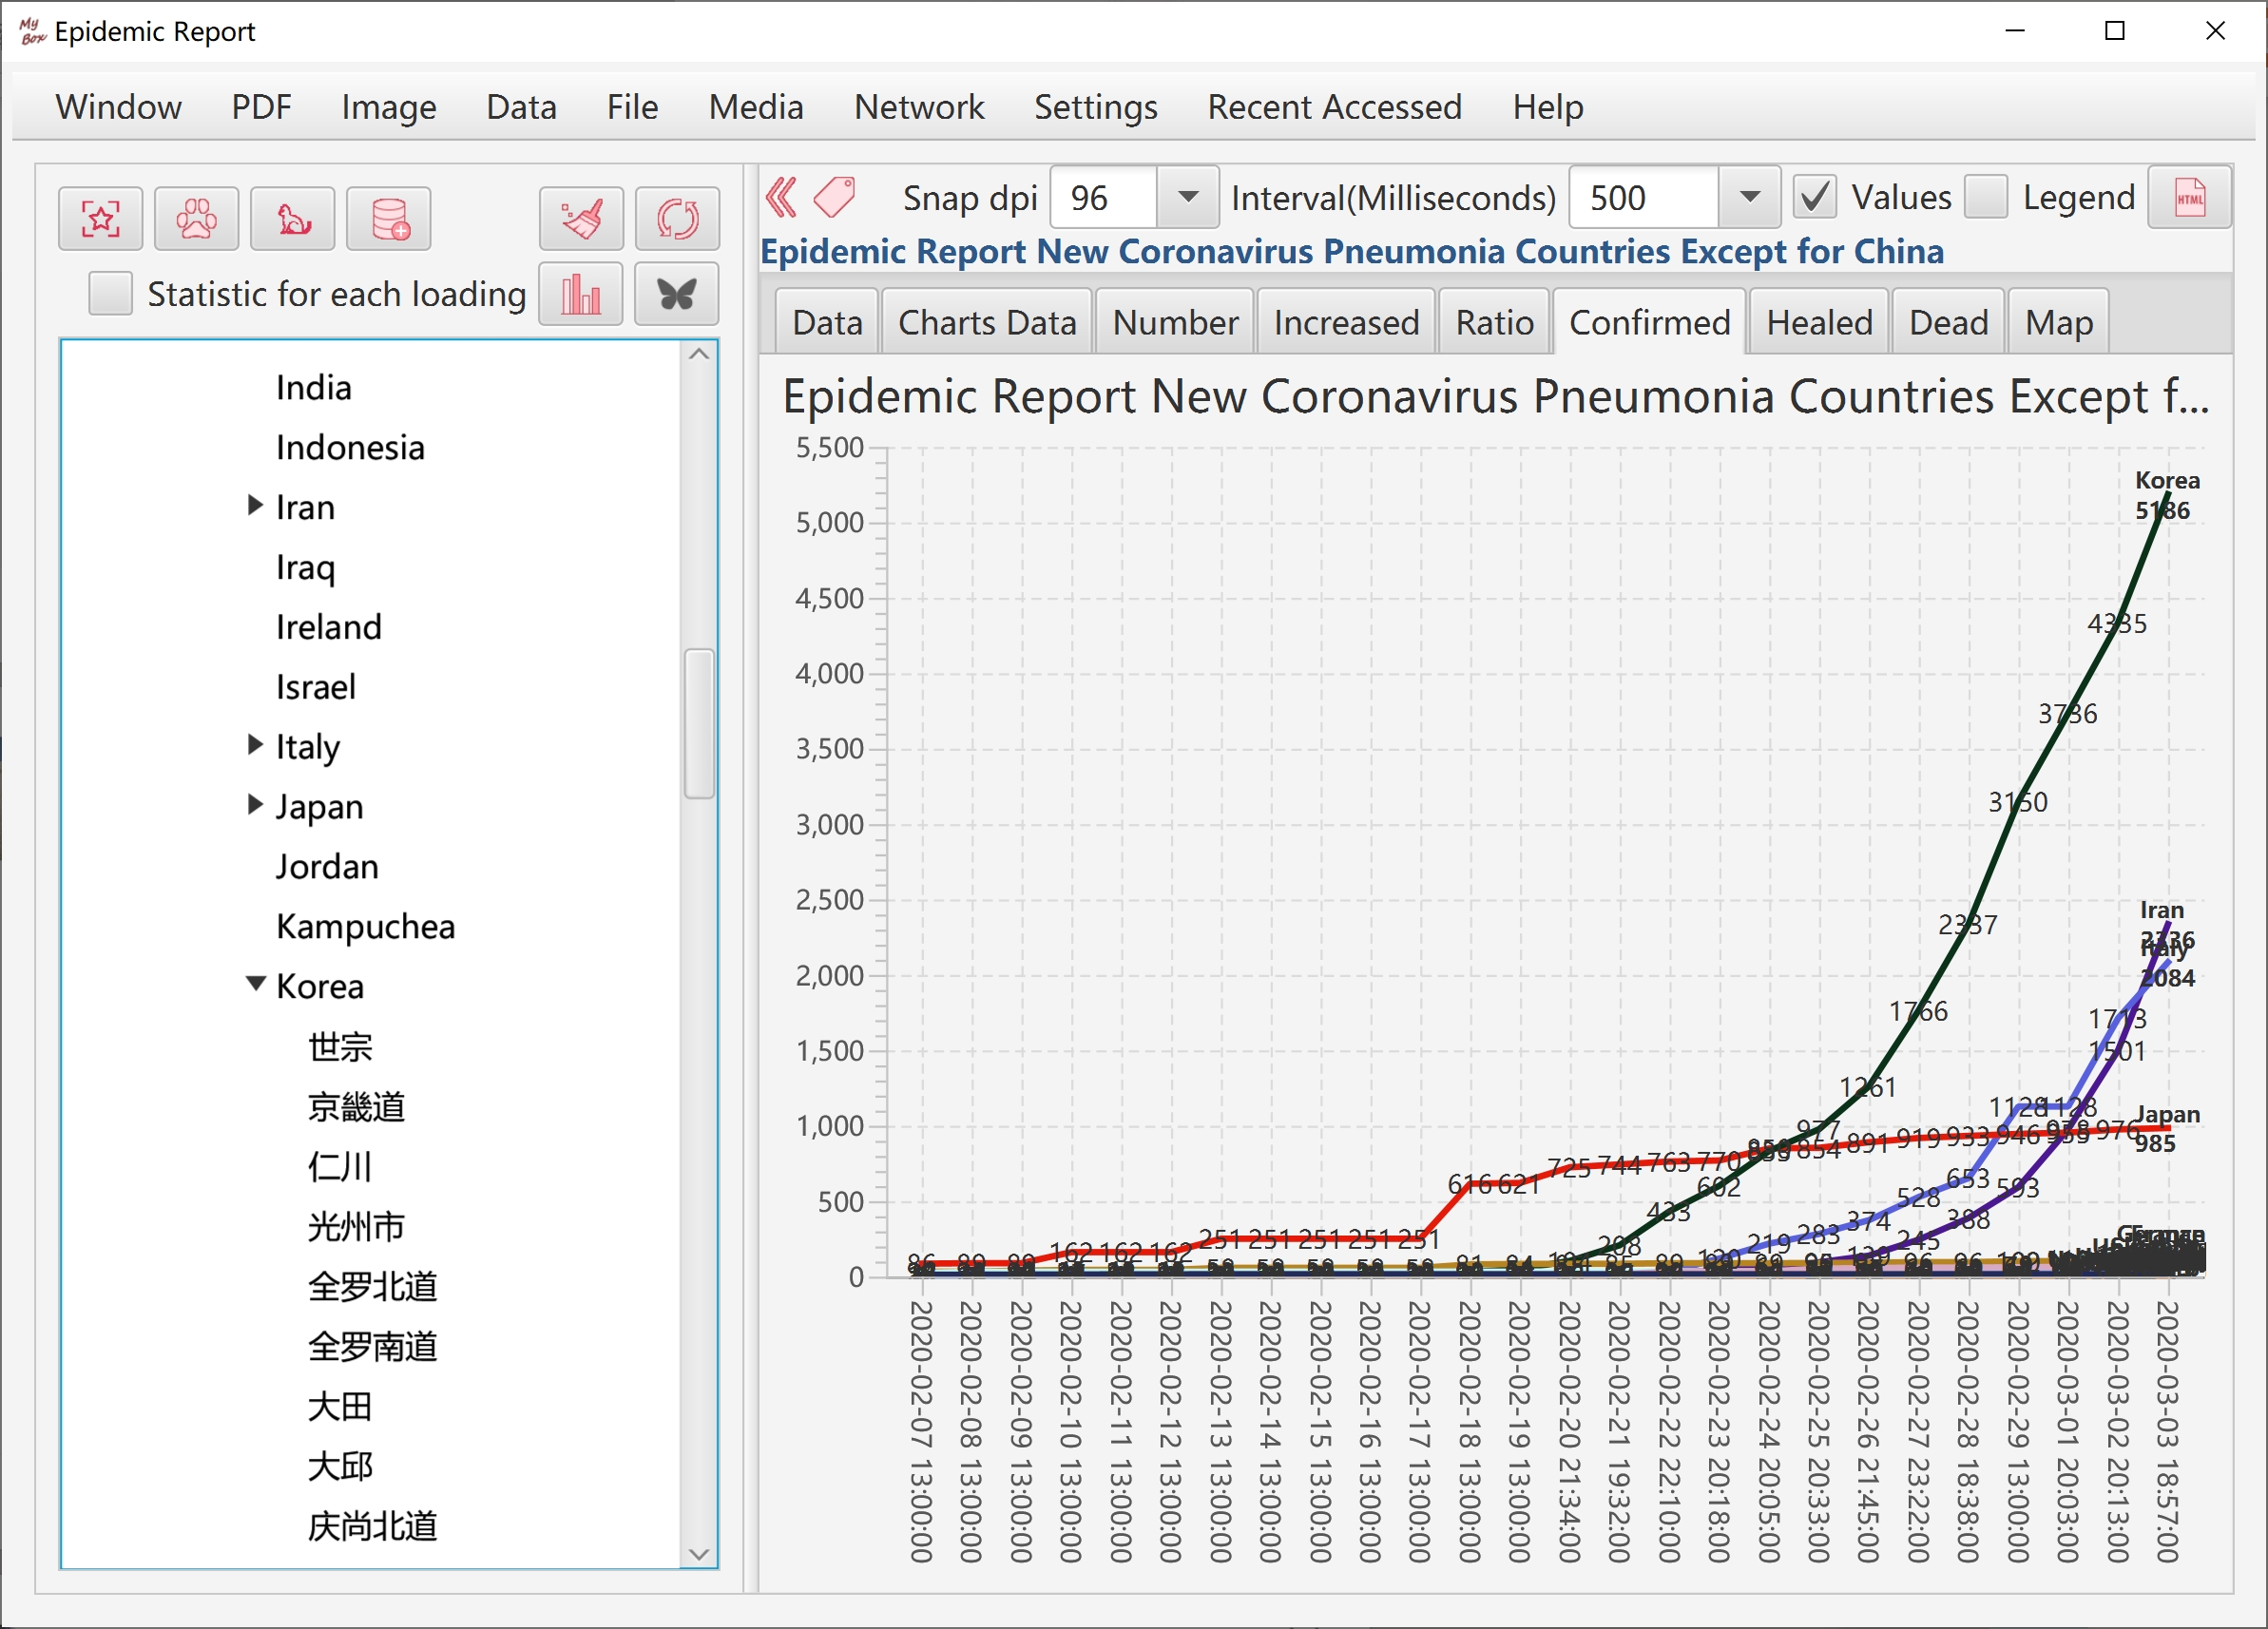 My Box Epidemic Report
Window PDF Image Data File Media Network Settings Recent Accessed Help
Snap dpi 96 Interval(Milliseconds) 500 Values Legend HTML
Epidemic Report New Coronavirus Pneumonia Countries Except for China
Statistic for each loading
Data Charts Data Number Increased Ratio Confirmed Healed Dead Map
India
Indonesia
Iran
Iraq
Ireland
Israel
Italy
Japan
Jordan
Kampuchea
Korea
世宗
京畿道
仁川
光州市
全罗北道
全罗南道
大田
大邱
庆尚北道
Epidemic Report New Coronavirus Pneumonia Countries Except f...
5,500
5,000
4,500
4,000
3,500
3,000
2,500
2,000
1,500
1,000
500
0
Korea
5186
4335
3736
3150
2337
1766
1261
977
602
433
208
Iran
2336
Italy
2084
1713
1501
1128 1128
653
593
528
388
374
283
245
219
Japan
985
616 621 725 744 763 770 854 891 919 933 946 976
162 162 162 251 251 251 251 251
86 89 89
2020-02-07 13:00:00
2020-02-08 13:00:00
2020-02-09 13:00:00
2020-02-10 13:00:00
2020-02-11 13:00:00
2020-02-12 13:00:00
2020-02-13 13:00:00
2020-02-14 13:00:00
2020-02-15 13:00:00
2020-02-16 13:00:00
2020-02-17 13:00:00
2020-02-18 13:00:00
2020-02-19 13:00:00
2020-02-20 21:34:00
2020-02-21 19:32:00
2020-02-22 22:10:00
2020-02-23 20:18:00
2020-02-24 20:05:00
2020-02-25 20:33:00
2020-02-26 21:45:00
2020-02-27 23:22:00
2020-02-28 18:38:00
2020-02-29 13:00:00
2020-03-01 20:03:00
2020-03-02 20:13:00
2020-03-03 18:57:00